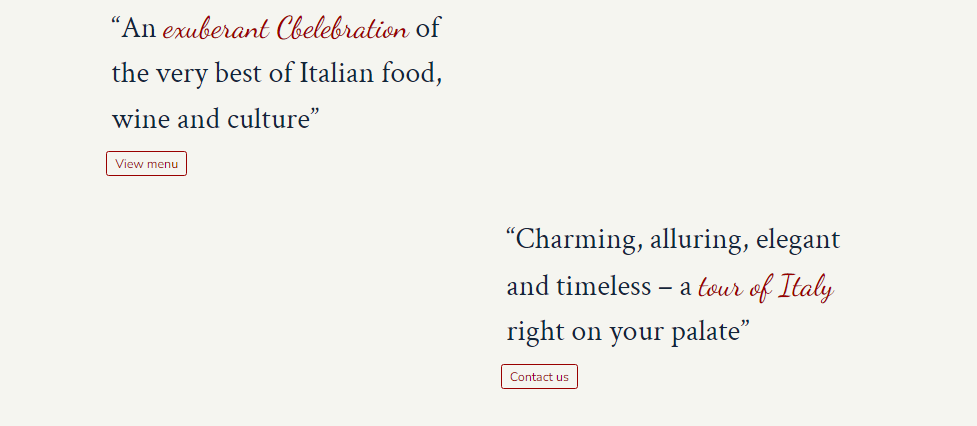 “An exuberant Cbelebration of
the very best of Italian food,
wine and culture”
View menu
“Charming, alluring, elegant
and timeless – a tour of Italy
right on your palate”
Contact us